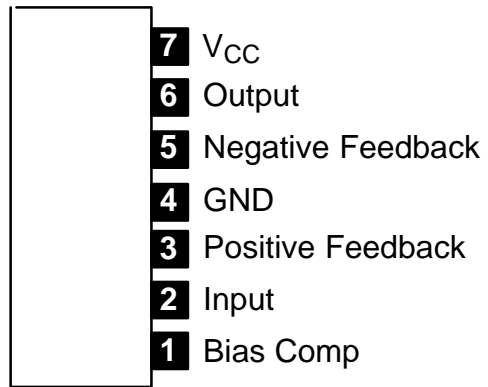 7 VCC
6 Output
5 Negative Feedback
4 GND
3 Positive Feedback
2 Input
1 Bias Comp